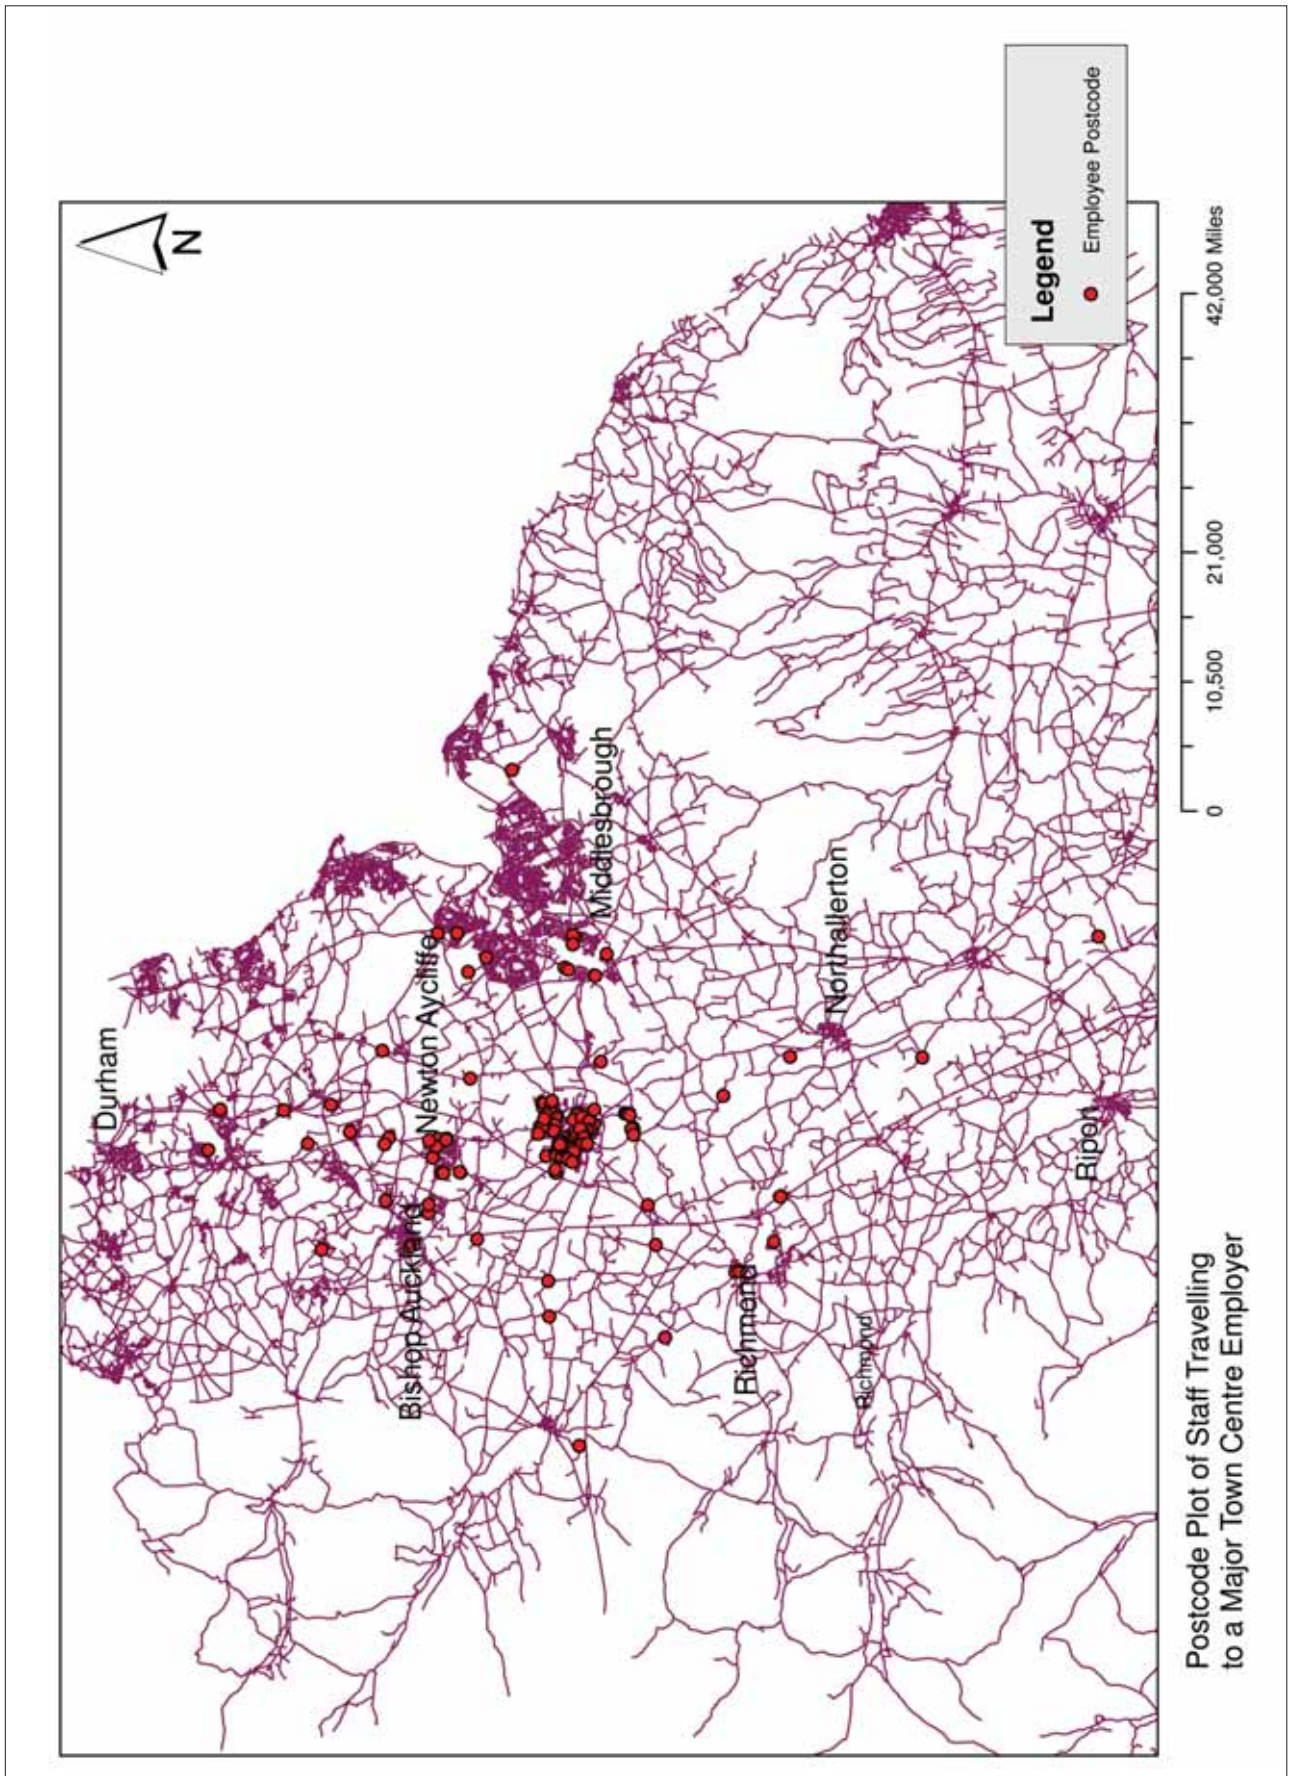 N
Durham
Newton Aycliffe
Bishop Auckland
Middlesbrough
Richmond
Northallerton
Richmond
Ripon
Legend
Employee Postcode
0
10,500
21,000
42,000 Miles
Postcode Plot of Staff Travelling
to a Major Town Centre Employer